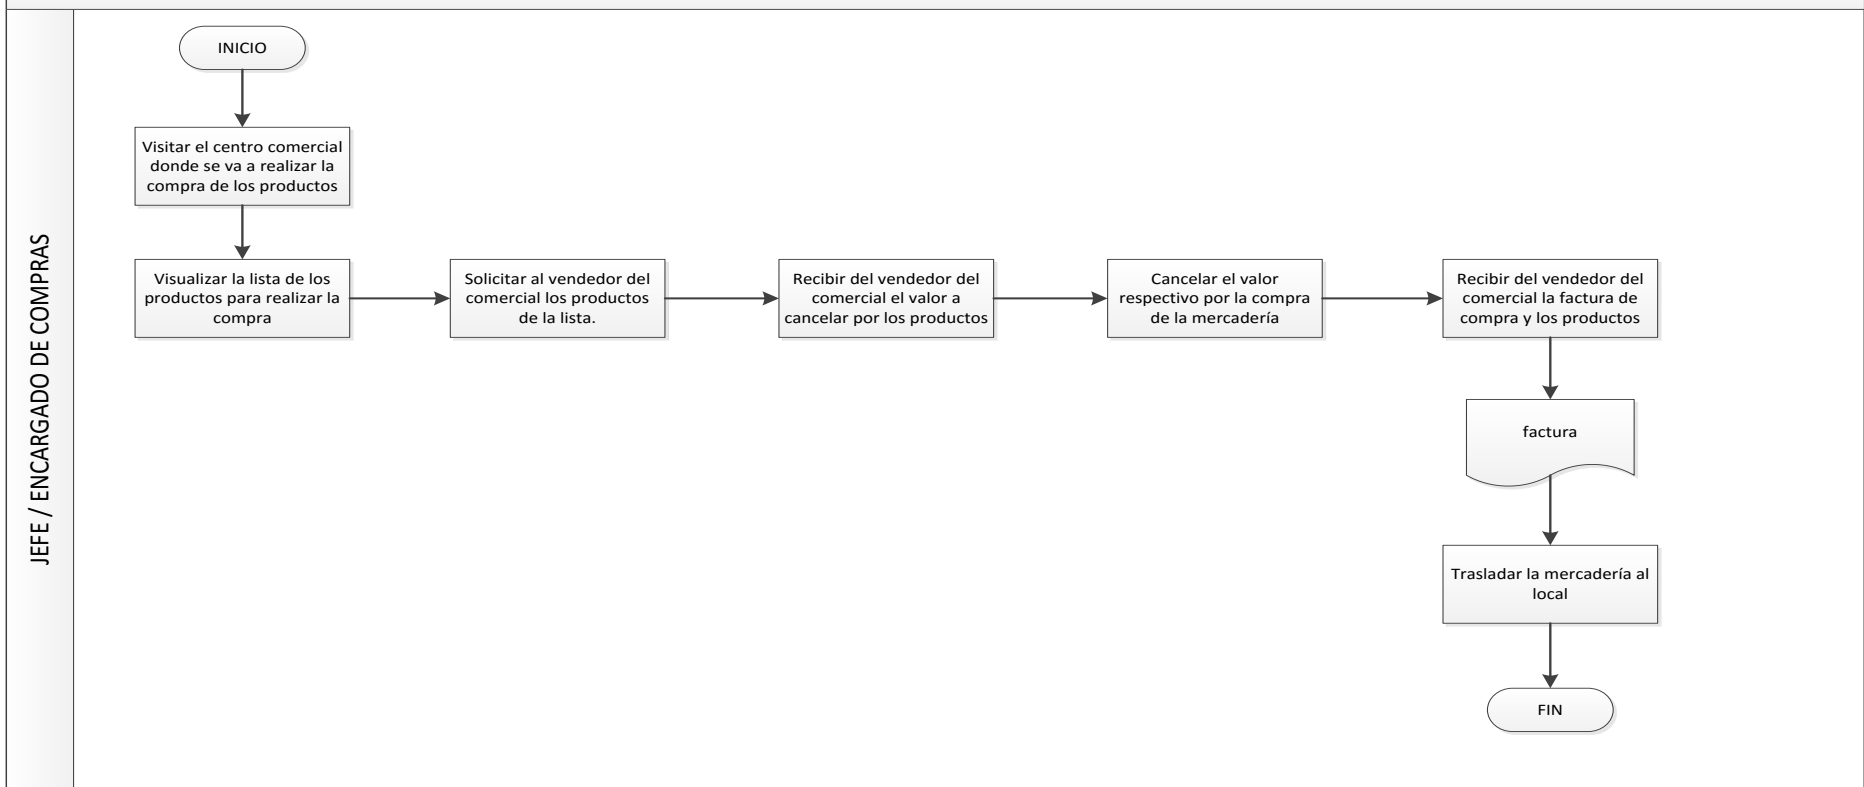 INICIO
Visitar el centro comercial
donde se va a realizar la
compra de los productos
JEFE / ENCARGADO DE COMPRAS
Visualizar la lista de los
productos para realizar la
compra
Solicitar al vendedor del
comercial los productos
de la lista.
Recibir del vendedor del
comercial el valor a
cancelar por los productos
Cancelar el valor
respectivo por la compra
de la mercadería
Recibir del vendedor del
comercial la factura de
compra y los productos
factura
Trasladar la mercadería al
local
FIN